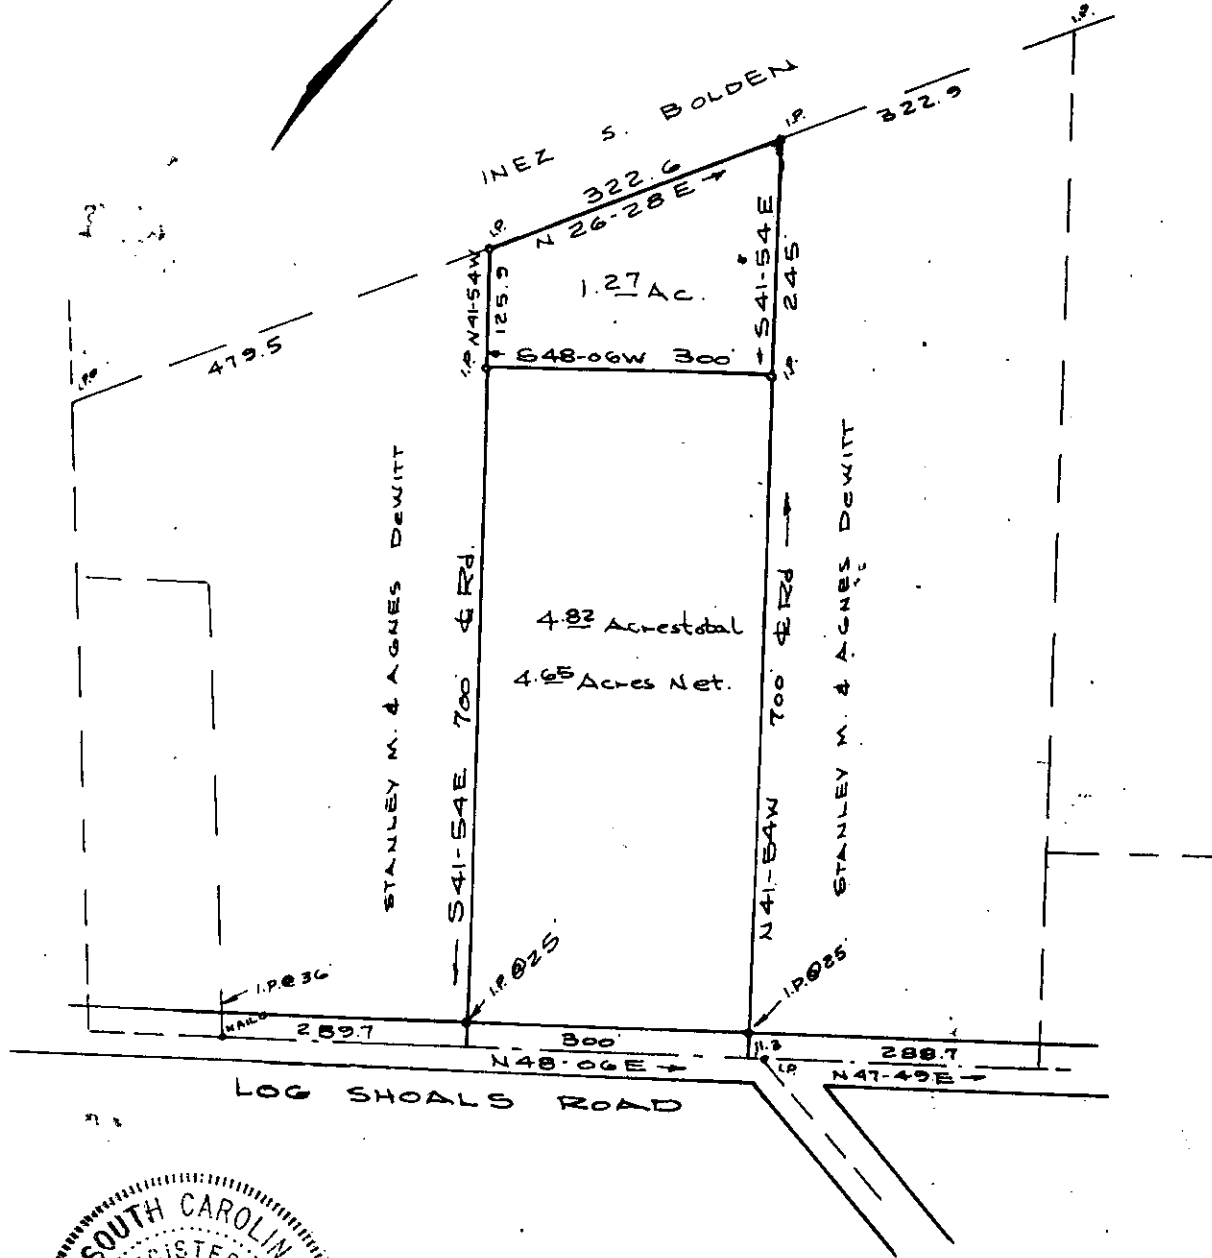 I.P.
322.9
INEZ S. BOLDEN
I.P.
322.6
N 26-28 E
I.P.
N41-54W
125.9
1.27 Ac.
S41-54E
245
479.5
S48-06W 300'
I.P.
I.P.
I.P.O
STANLEY M. & AGNES DEWITT
S41-54E 700' ℄ Rd.
4.82 Acres total
4.65 Acres Net.
N41-54W 700' ℄ Rd
STANLEY M. & AGNES DEWITT
I.P.@36'
I.P.@25'
I.P.@25'
NAIL
289.7
300'
11.3
I.P.
288.7
N48-06E
N47-49E
LOG SHOALS ROAD
SOUTH CAROLIN